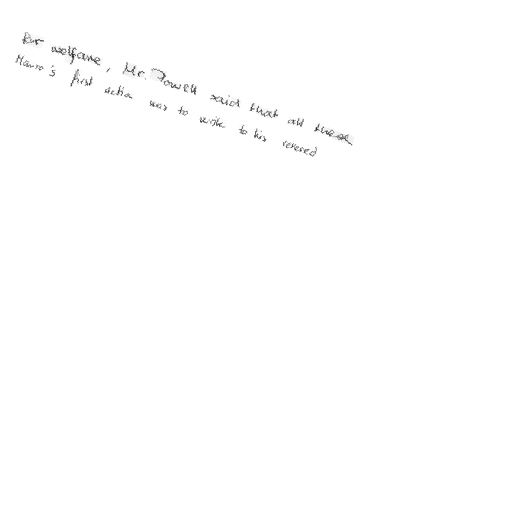 For welfare, Mr. Powell said that all these
Mauro's first action was to write to his revered